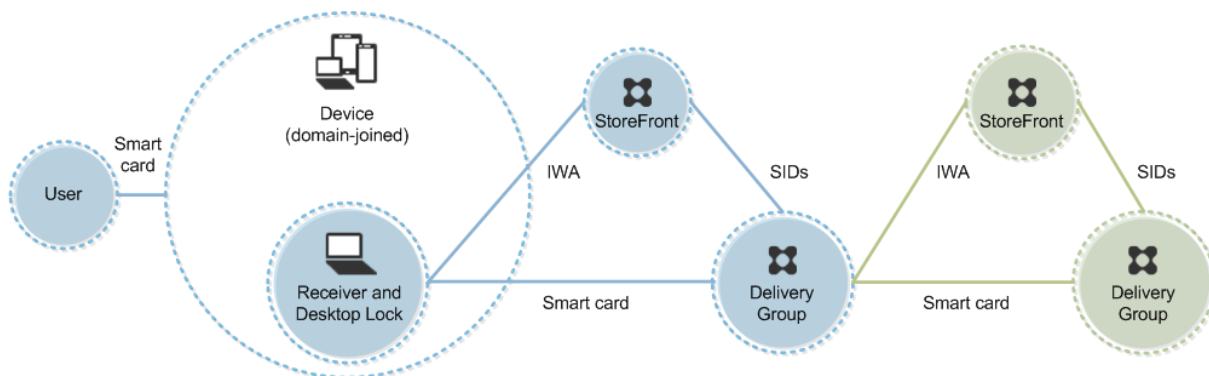 Device
(domain-joined)
StoreFront
StoreFront
Smart
card
User
IWA
SIDs
IWA
SIDs
Receiver and
Desktop Lock
Smart card
Delivery
Group
Smart card
Delivery
Group